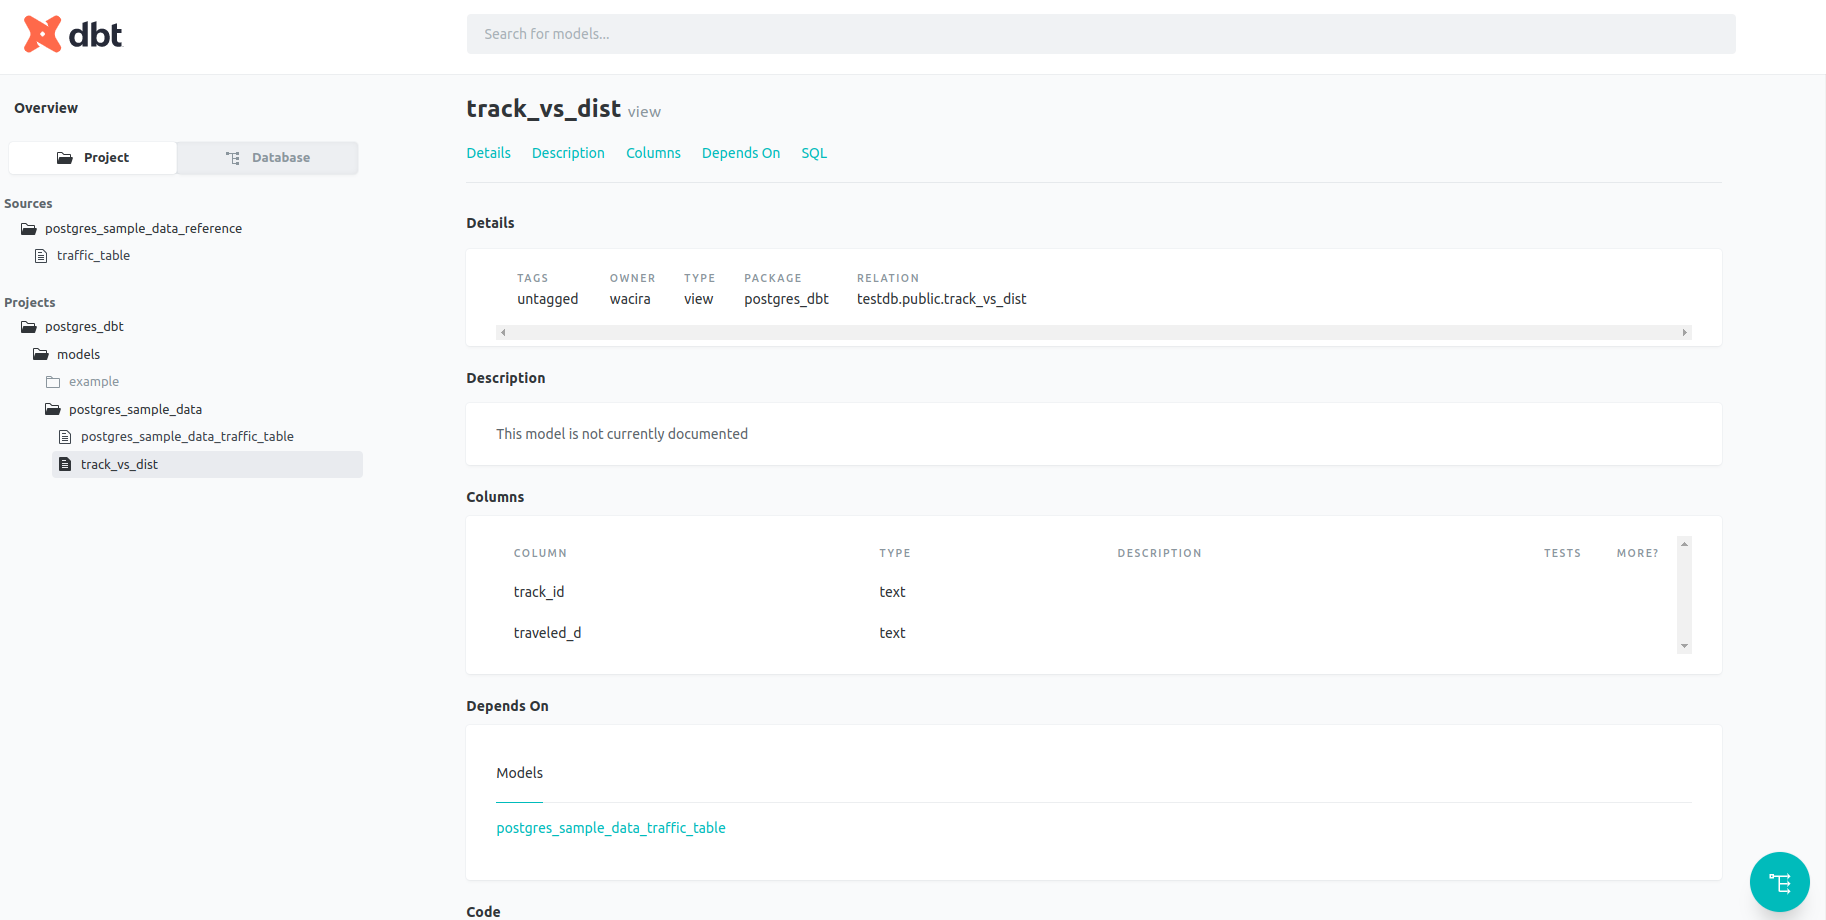 dbt
Search for models...
Overview
Project Database
Sources
postgres_sample_data_reference
traffic_table
Projects
postgres_dbt
models
example
postgres_sample_data
postgres_sample_data_traffic_table
track_vs_dist
track_vs_dist view
Details Description Columns Depends On SQL
Details
TAGS OWNER TYPE PACKAGE RELATION
untagged wacira view postgres_dbt testdb.public.track_vs_dist
Description
This model is not currently documented
Columns
COLUMN TYPE DESCRIPTION TESTS MORE?
track_id text
traveled_d text
Depends On
Models
postgres_sample_data_traffic_table
Code